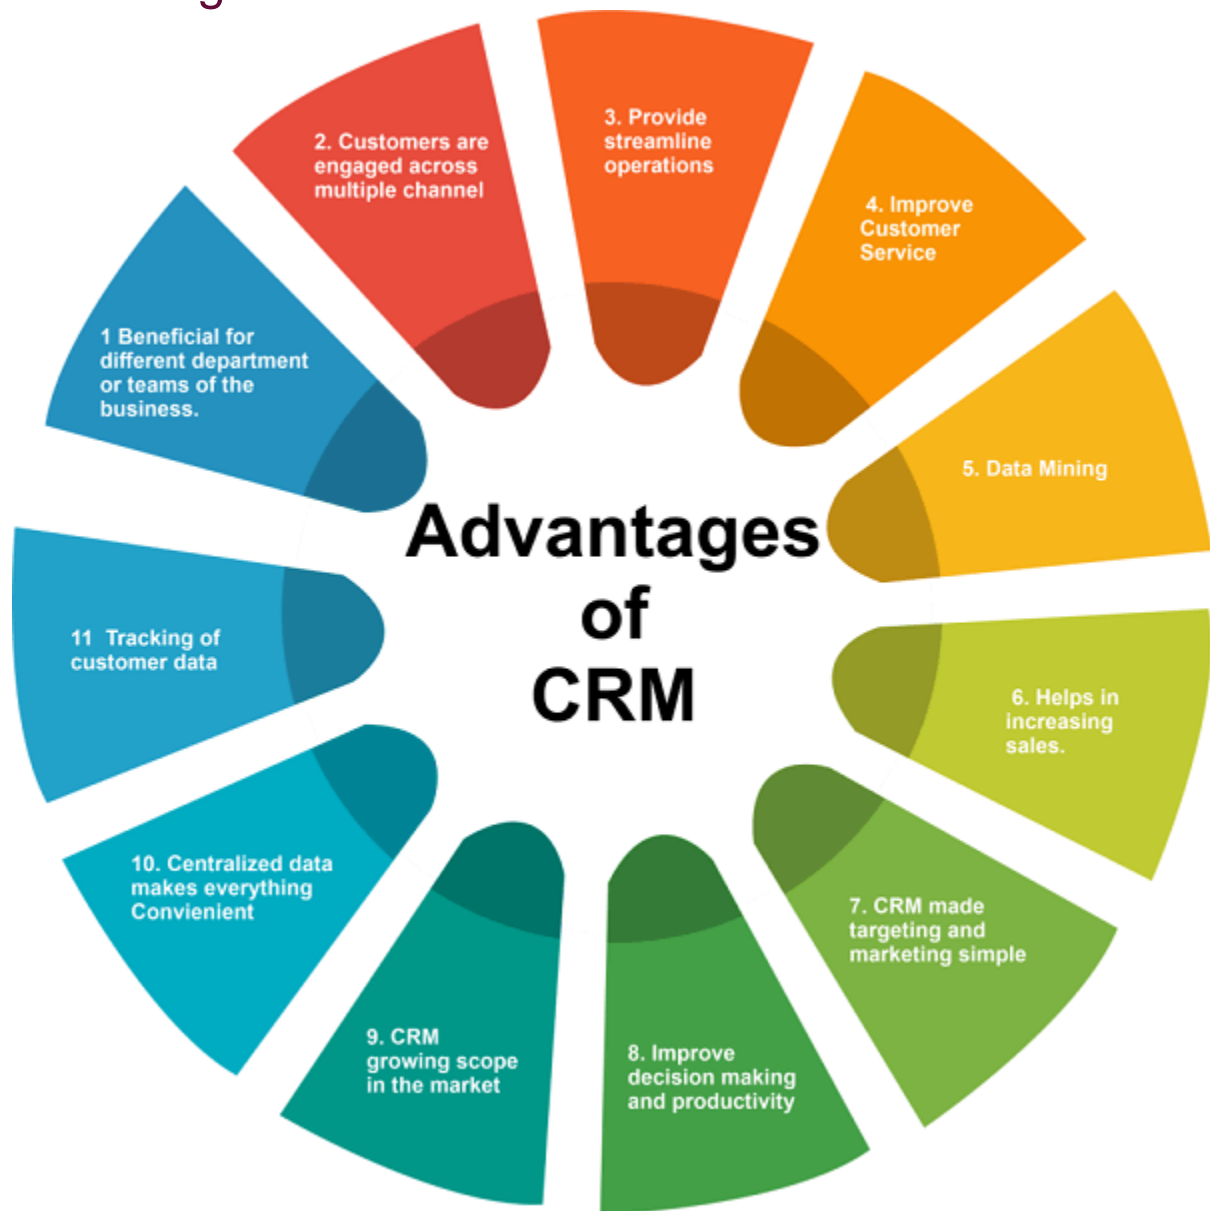 Advantages
of
CRM
1 Beneficial for
different department
or teams of the
business.
2. Customers are
engaged across
multiple channel
3. Provide
streamline
operations
4. Improve
Customer
Service
5. Data Mining
6. Helps in
increasing
sales.
7. CRM made
targeting and
marketing simple
8. Improve
decision making
and productivity
9. CRM
growing scope
in the market
10. Centralized data
makes everything
Convienient
11 Tracking of
customer data